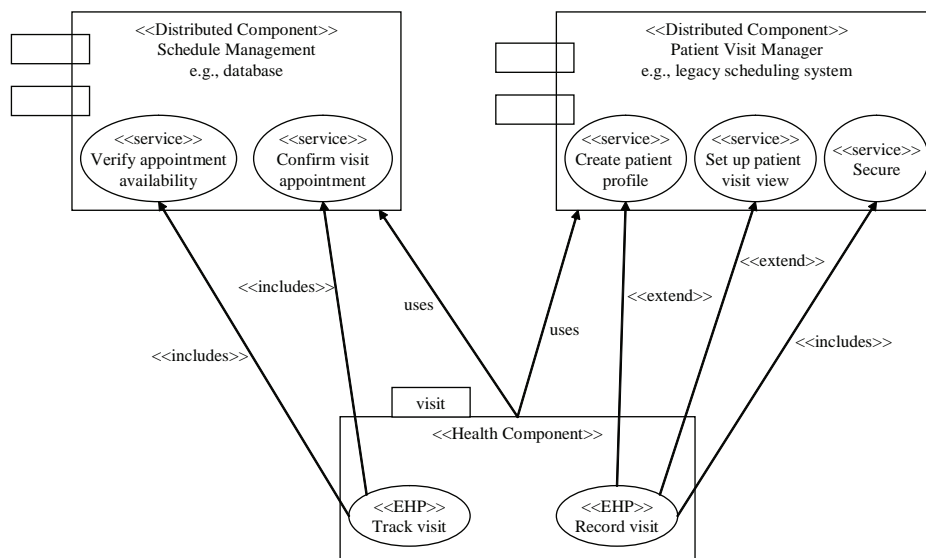 <<Distributed Component>>
Schedule Management
e.g., database
<<service>>
Verify appointment
availability
<<service>>
Confirm visit
appointment
<<Distributed Component>>
Patient Visit Manager
e.g., legacy scheduling system
<<service>>
Create patient
profile
<<service>>
Set up patient
visit view
<<service>>
Secure
<<includes>>
<<includes>>
uses
uses
<<extend>>
<<extend>>
<<includes>>
visit
<<Health Component>>
<<EHP>>
Track visit
<<EHP>>
Record visit